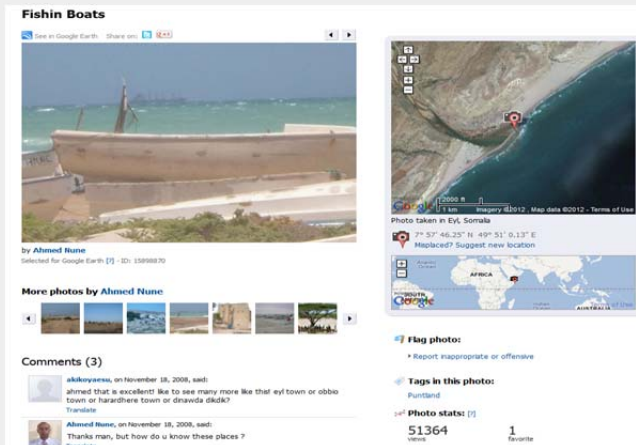 Fishin Boats
See in Google Earth Share on:
by Ahmed Nune
Selected for Google Earth [?] - ID: 15898870
More photos by Ahmed Nune
Comments (3)
akikoyaesu, on November 18, 2008, said:
ahmed that is excellent! like to see many more like this! eyl town or obbio
town or harardhere town or dinawda dikdik?
Translate
Ahmed Nune, on November 18, 2008, said:
Thanks man, but how do u know these places ?
2000 ft
1 km
Google
Imagery ©2012 , Map data ©2012 - Terms of Use
Photo taken in Eyl, Somalia
7° 57' 46.25" N 49° 51' 0.13" E
Misplaced? Suggest new location
AFRICA
Google
Terms of Use
AUSTRALIA
Flag photo:
Report inappropriate or offensive
Tags in this photo:
Puntland
Photo stats: [?]
51364
views
1
favorite